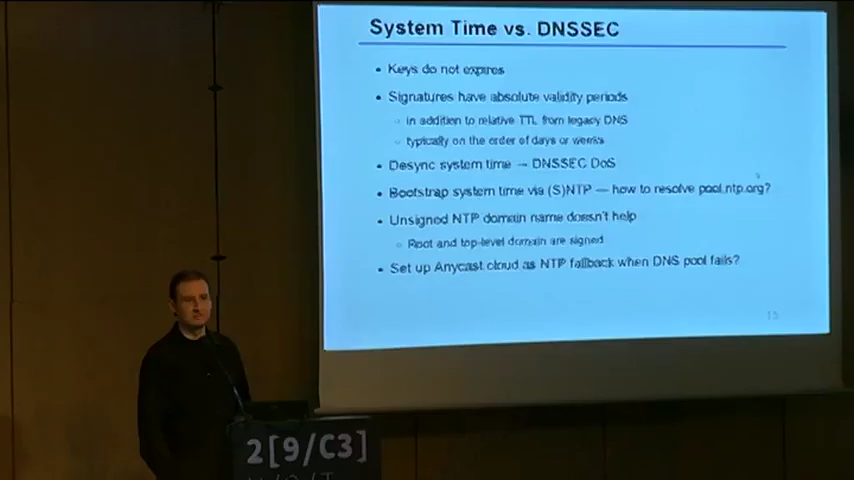 System Time vs. DNSSEC
• Keys do not expires
• Signatures have absolute validity periods
○ in addition to relative TTL from legacy DNS
○ typically on the order of days or weeks
• Desync system time → DNSSEC DoS
• Bootstrap system time via (S)NTP — how to resolve pool.ntp.org?
• Unsigned NTP domain name doesn't help
○ Root and top-level domain are signed
• Set up Anycast cloud as NTP fallback when DNS pool fails?
15
2[9/C3]